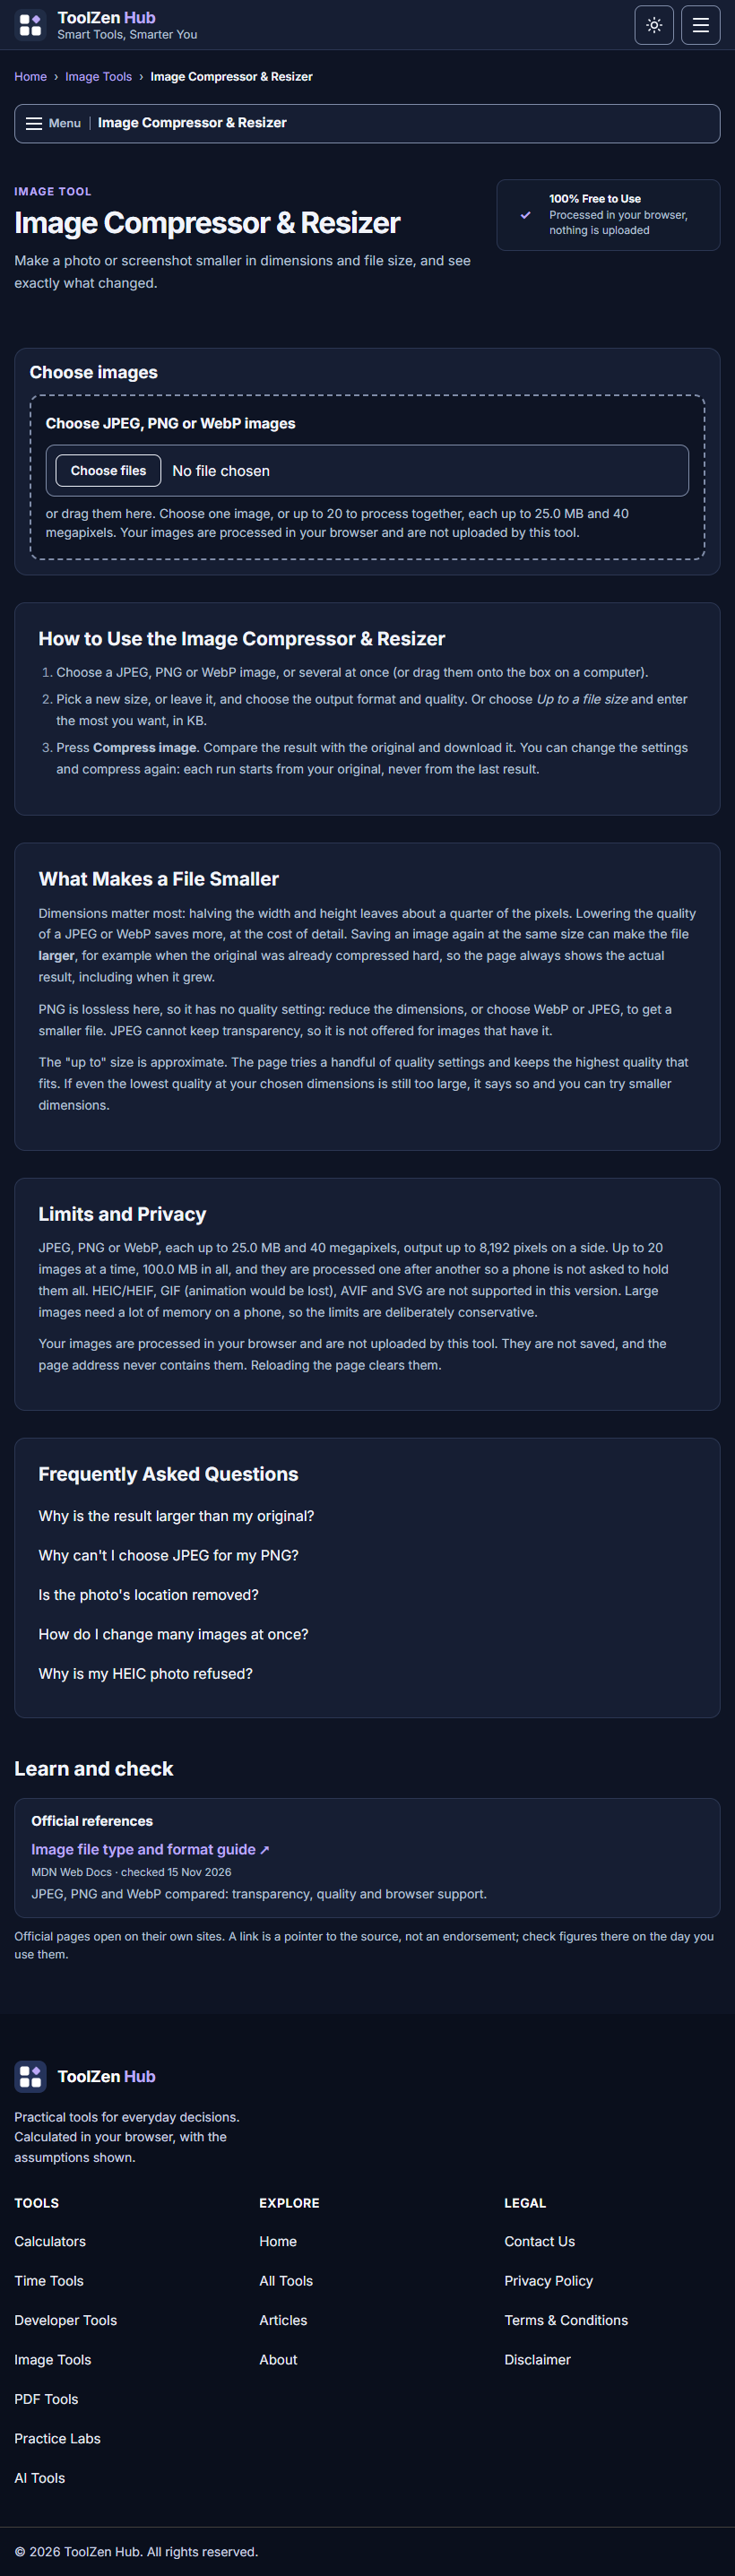 ToolZen Hub
Smart Tools, Smarter You
Home › Image Tools › Image Compressor & Resizer
Menu | Image Compressor & Resizer
IMAGE TOOL
Image Compressor & Resizer
Make a photo or screenshot smaller in dimensions and file size, and see
exactly what changed.
✓
100% Free to Use
Processed in your browser,
nothing is uploaded
Choose images
Choose JPEG, PNG or WebP images
Choose files No file chosen
or drag them here. Choose one image, or up to 20 to process together, each up to 25.0 MB and 40
megapixels. Your images are processed in your browser and are not uploaded by this tool.
How to Use the Image Compressor & Resizer
1. Choose a JPEG, PNG or WebP image, or several at once (or drag them onto the box on a computer).
2. Pick a new size, or leave it, and choose the output format and quality. Or choose Up to a file size and enter
the most you want, in KB.
3. Press Compress image. Compare the result with the original and download it. You can change the settings
and compress again: each run starts from your original, never from the last result.
What Makes a File Smaller
Dimensions matter most: halving the width and height leaves about a quarter of the pixels. Lowering the quality
of a JPEG or WebP saves more, at the cost of detail. Saving an image again at the same size can make the file
larger, for example when the original was already compressed hard, so the page always shows the actual
result, including when it grew.
PNG is lossless here, so it has no quality setting: reduce the dimensions, or choose WebP or JPEG, to get a
smaller file. JPEG cannot keep transparency, so it is not offered for images that have it.
The "up to" size is approximate. The page tries a handful of quality settings and keeps the highest quality that
fits. If even the lowest quality at your chosen dimensions is still too large, it says so and you can try smaller
dimensions.
Limits and Privacy
JPEG, PNG or WebP, each up to 25.0 MB and 40 megapixels, output up to 8,192 pixels on a side. Up to 20
images at a time, 100.0 MB in all, and they are processed one after another so a phone is not asked to hold
them all. HEIC/HEIF, GIF (animation would be lost), AVIF and SVG are not supported in this version. Large
images need a lot of memory on a phone, so the limits are deliberately conservative.
Your images are processed in your browser and are not uploaded by this tool. They are not saved, and the
page address never contains them. Reloading the page clears them.
Frequently Asked Questions
Why is the result larger than my original?
Why can't I choose JPEG for my PNG?
Is the photo's location removed?
How do I change many images at once?
Why is my HEIC photo refused?
Learn and check
Official references
Image file type and format guide ↗
MDN Web Docs · checked 15 Nov 2026
JPEG, PNG and WebP compared: transparency, quality and browser support.
Official pages open on their own sites. A link is a pointer to the source, not an endorsement; check figures there on the day you
use them.
ToolZen Hub
Practical tools for everyday decisions.
Calculated in your browser, with the
assumptions shown.
TOOLS
Calculators
Time Tools
Developer Tools
Image Tools
PDF Tools
Practice Labs
AI Tools
EXPLORE
Home
All Tools
Articles
About
LEGAL
Contact Us
Privacy Policy
Terms & Conditions
Disclaimer
© 2026 ToolZen Hub. All rights reserved.